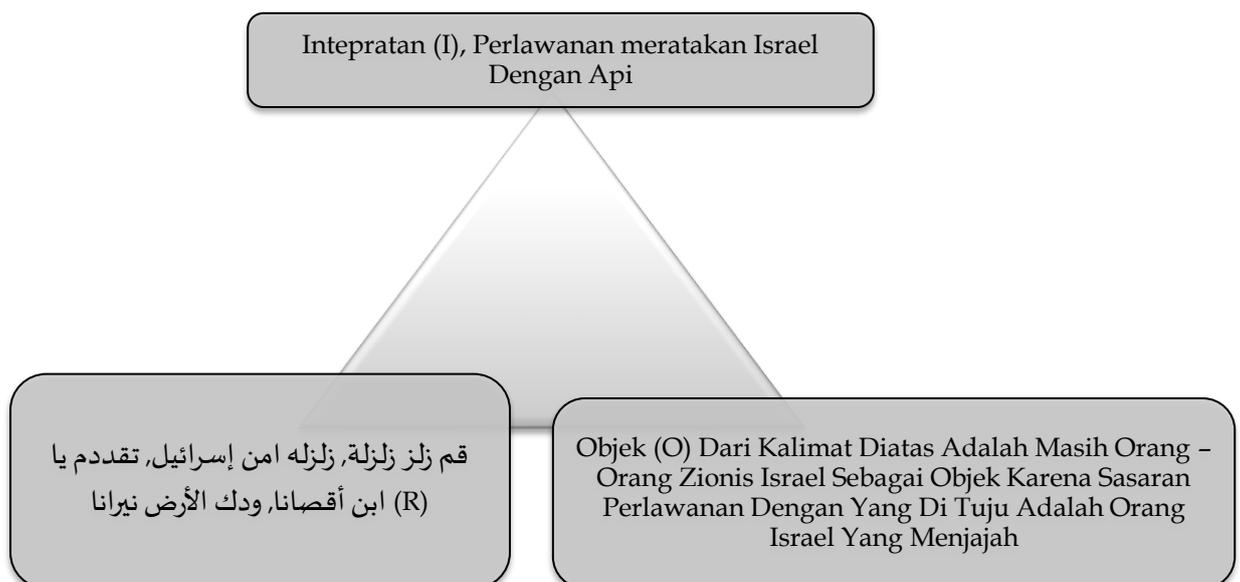 Intepratan (I), Perlawanan meratakan Israel
Dengan Api
قم زلز زلزلة, زلزله امن إسرائيل, تقددم يا
ابن أقصانا, ودك الأرض نيرانا (R)
Objek (O) Dari Kalimat Diatas Adalah Masih Orang –
Orang Zionis Israel Sebagai Objek Karena Sasaran
Perlawanan Dengan Yang Di Tuju Adalah Orang
Israel Yang Menjajah